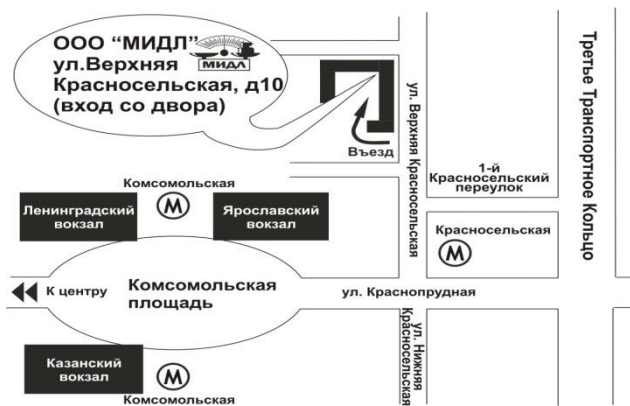 ООО “МИДЛ”
ул.Верхняя
Красносельская, д10
(вход со двора)
МИДЛ
Въезд
ул. Верхняя Красносельская
Третье Транспортное Кольцо
1-й
Красносельский
переулок
Комсомольская
М
Ленинградский
вокзал
Ярославский
вокзал
Красносельская
М
К центру
Комсомольская
площадь
ул. Краснопрудная
ул. Нижняя
Красносельская
Казанский
вокзал
М
Комсомольская